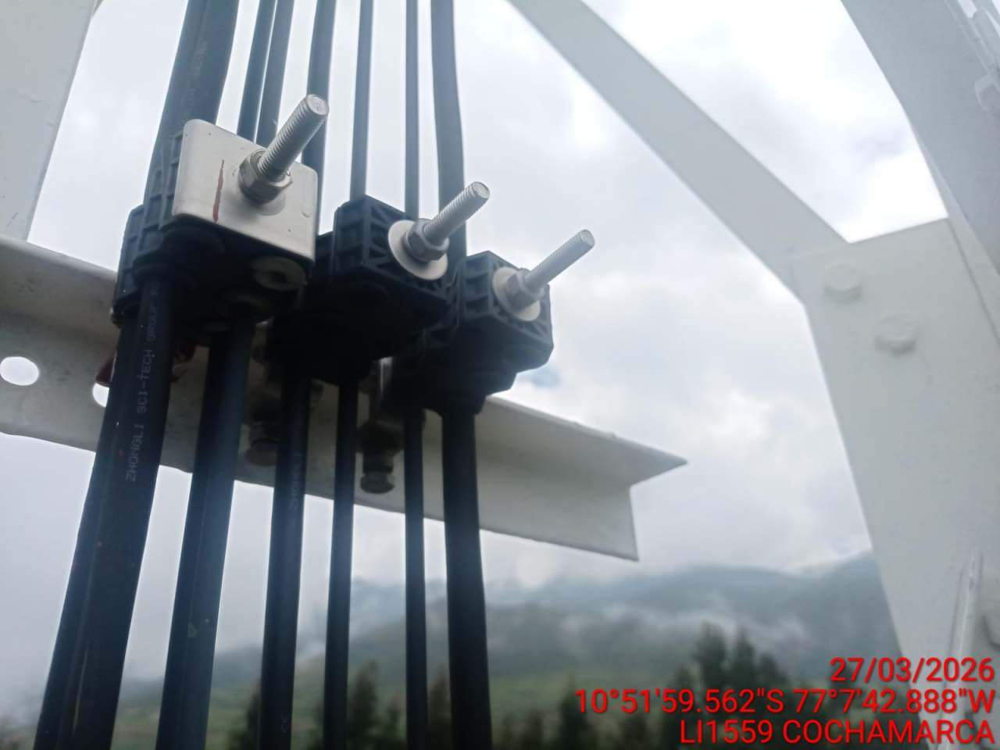 ZHONGLI SCI-TECH GROUP
ZHONGLI
27/03/2026
10°51'59.562"S 77°7'42.888"W
LI1559 COCHAMARCA